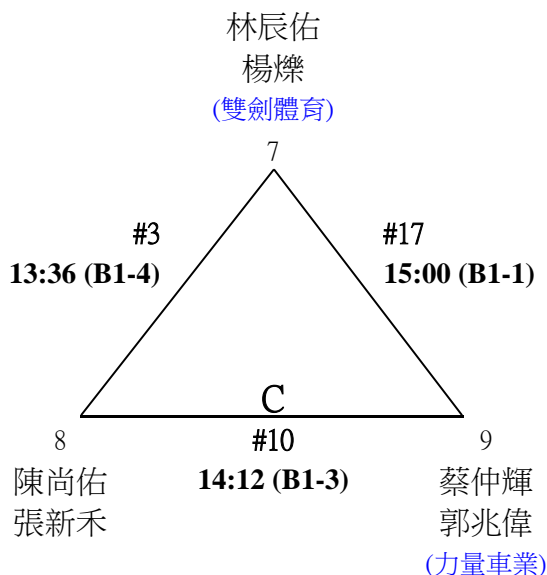 林辰佑
楊爍
(雙劍體育)
7
#3
#17
13:36 (B1-4)
15:00 (B1-1)
C
8
#10
9
陳尚佑
14:12 (B1-3)
蔡仲輝
張新禾
郭兆偉
(力量車業)